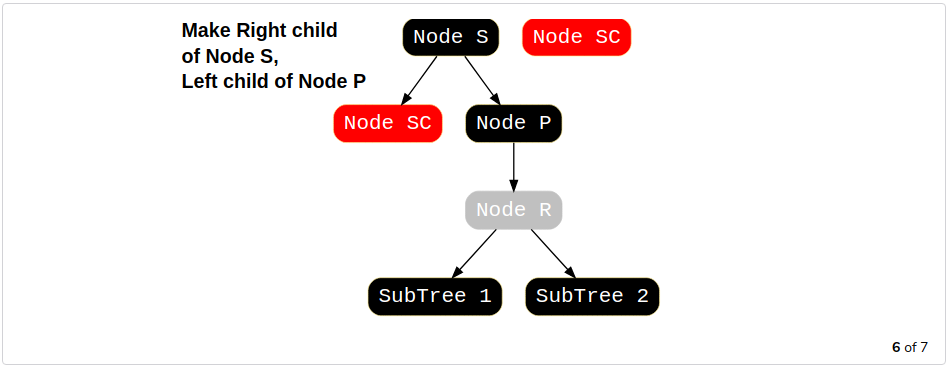 Make Right child
of Node S,
Left child of Node P
Node S
Node SC
Node SC
Node P
Node R
SubTree 1
SubTree 2
6 of 7